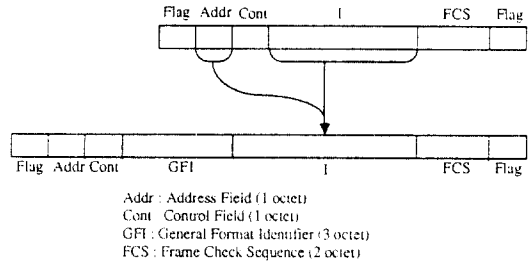 Flag Addr Cont I FCS Flag
Flag Addr Cont GFI I FCS Flag
Addr : Address Field (1 octet)
Cont : Control Field (1 octet)
GFI : General Format Identifier (3 octet)
FCS : Frame Check Sequence (2 octet)